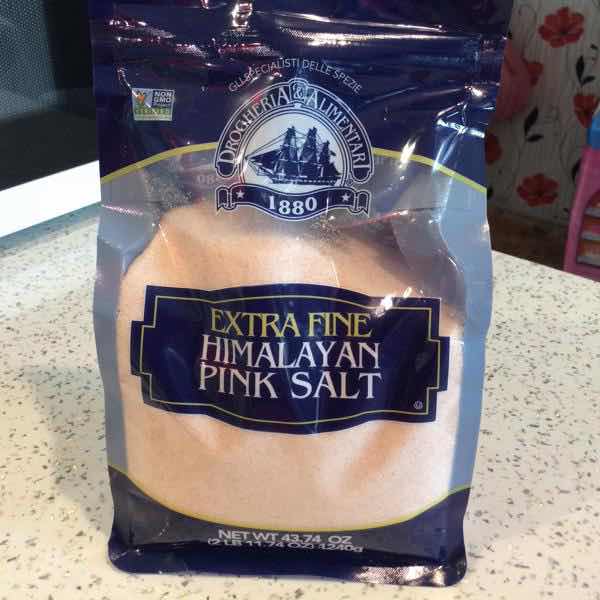 GLI SPECIALISTI DELLE SPEZIE
NON
GMO
DROGHERIA & ALIMENTARI
1880
EXTRA FINE
HIMALAYAN
PINK SALT
U
NET WT 43.74 OZ
(2 LB 11.74 OZ) 1240g